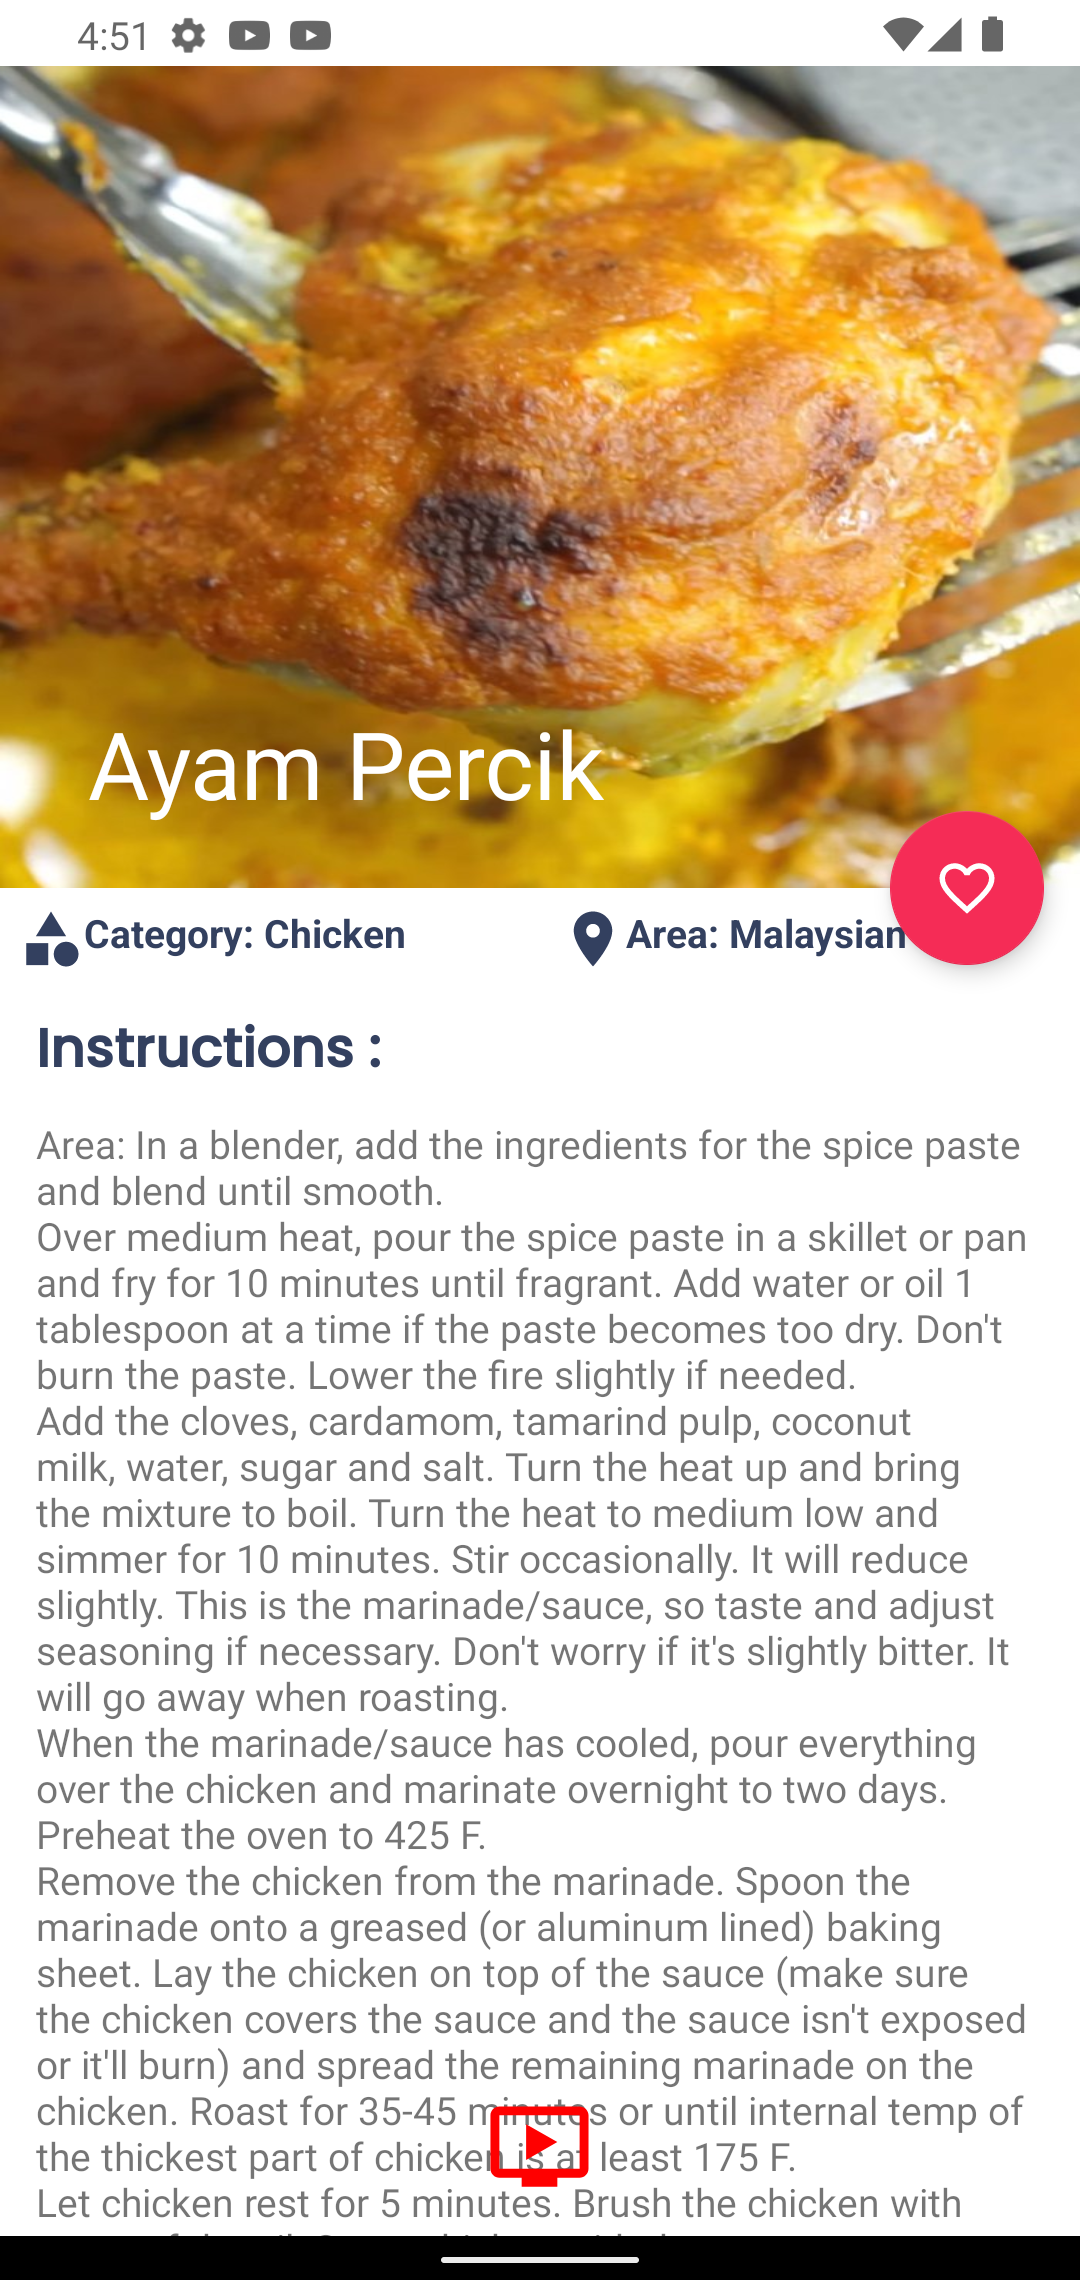 4:51
Ayam Percik
Category: Chicken
Area: Malaysian
Instructions :
Area: In a blender, add the ingredients for the spice paste
and blend until smooth.
Over medium heat, pour the spice paste in a skillet or pan
and fry for 10 minutes until fragrant. Add water or oil 1
tablespoon at a time if the paste becomes too dry. Don't
burn the paste. Lower the fire slightly if needed.
Add the cloves, cardamom, tamarind pulp, coconut
milk, water, sugar and salt. Turn the heat up and bring
the mixture to boil. Turn the heat to medium low and
simmer for 10 minutes. Stir occasionally. It will reduce
slightly. This is the marinade/sauce, so taste and adjust
seasoning if necessary. Don't worry if it's slightly bitter. It
will go away when roasting.
When the marinade/sauce has cooled, pour everything
over the chicken and marinate overnight to two days.
Preheat the oven to 425 F.
Remove the chicken from the marinade. Spoon the
marinade onto a greased (or aluminum lined) baking
sheet. Lay the chicken on top of the sauce (make sure
the chicken covers the sauce and the sauce isn't exposed
or it'll burn) and spread the remaining marinade on the
chicken. Roast for 35-45 minutes or until internal temp of
the thickest part of chicken is at least 175 F.
Let chicken rest for 5 minutes. Brush the chicken with